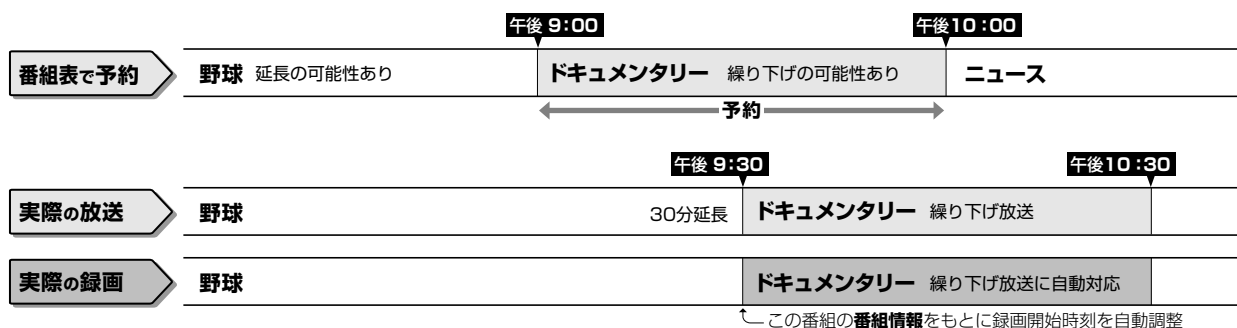 午後 9:00 午後10:00
番組表で予約 野球 延長の可能性あり ドキュメンタリー 繰り下げの可能性あり ニュース
予約
午後 9:30 午後10:30
実際の放送 野球 30分延長 ドキュメンタリー 繰り下げ放送
実際の録画 野球 ドキュメンタリー 繰り下げ放送に自動対応
この番組の番組情報をもとに録画開始時刻を自動調整